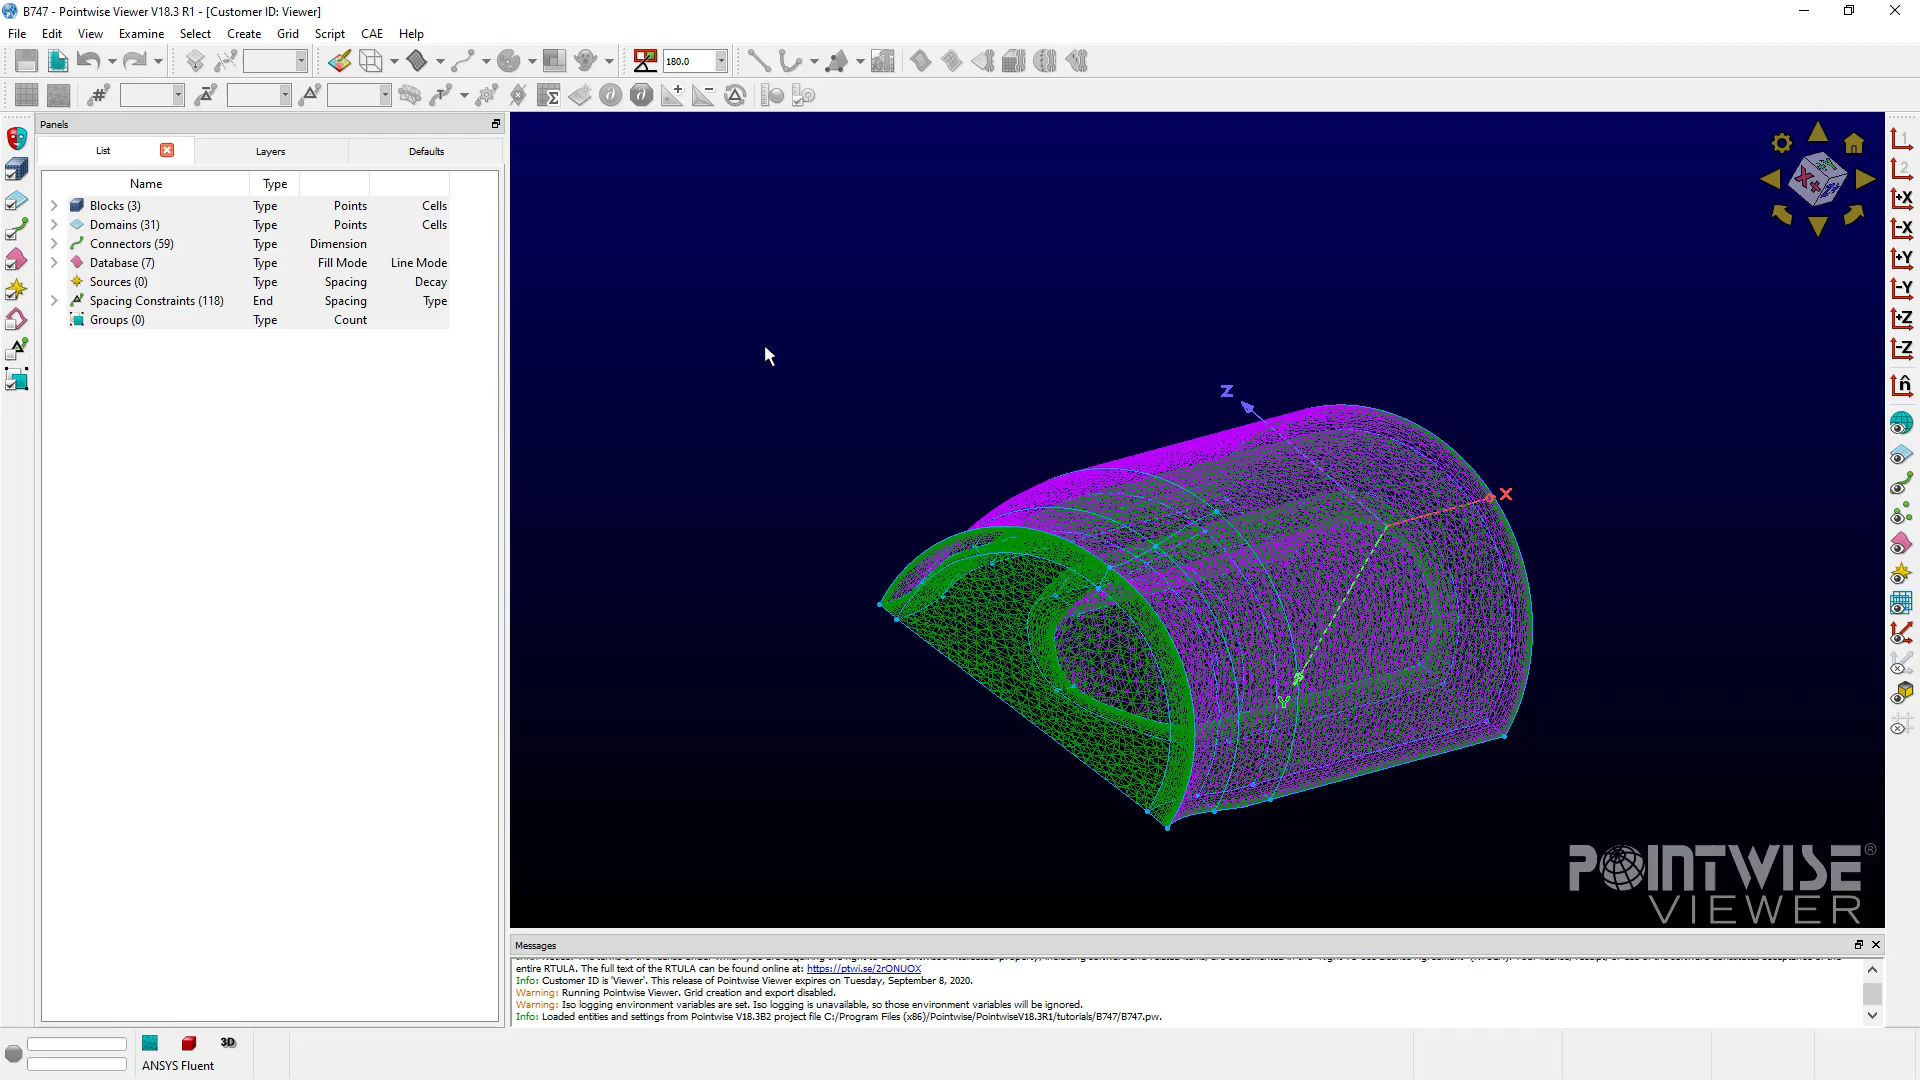 B747 - Pointwise Viewer V18.3 R1 - [Customer ID: Viewer]
File Edit View Examine Select Create Grid Script CAE Help
180.0
Panels
List Layers Defaults
Name Type
Blocks (3) Type Points Cells
Domains (31) Type Points Cells
Connectors (59) Type Dimension
Database (7) Type Fill Mode Line Mode
Sources (0) Type Spacing Decay
Spacing Constraints (118) End Spacing Type
Groups (0) Type Count
Z
X
Y
X+
1
2
+X
-X
+Y
-Y
+Z
-Z
n̂
POINTWISE®
VIEWER
Messages
entire RTULA. The full text of the RTULA can be found online at: https://ptwi.se/2rONUOX
Info: Customer ID is 'Viewer'. This release of Pointwise Viewer expires on Tuesday, September 8, 2020.
Warning: Running Pointwise Viewer. Grid creation and export disabled.
Warning: Iso logging environment variables are set. Iso logging is unavailable, so those environment variables will be ignored.
Info: Loaded entities and settings from Pointwise V18.3B2 project file C:/Program Files (x86)/Pointwise/PointwiseV18.3R1/tutorials/B747/B747.pw.
3D
ANSYS Fluent